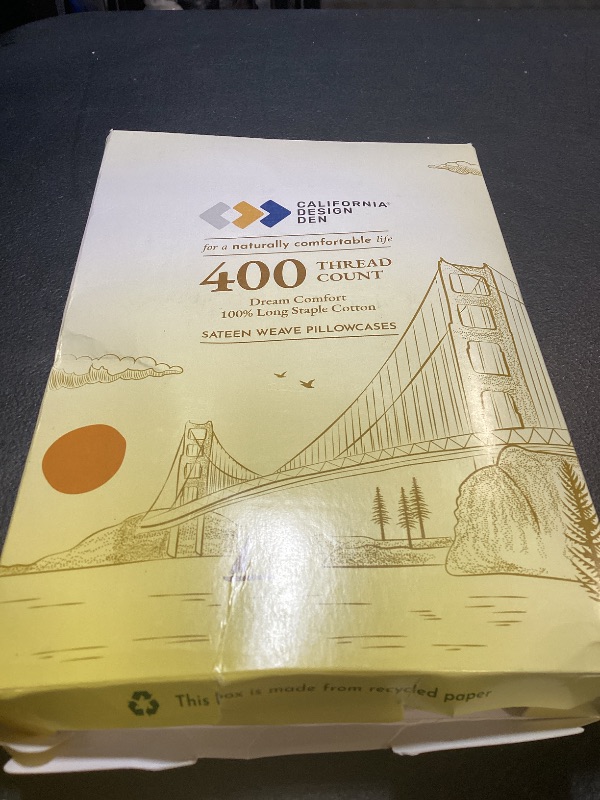 CALIFORNIA®
DESIGN
DEN
for a naturally comfortable life
400 THREAD
COUNT
Dream Comfort
100% Long Staple Cotton
SATEEN WEAVE PILLOWCASES
This box is made from recycled paper